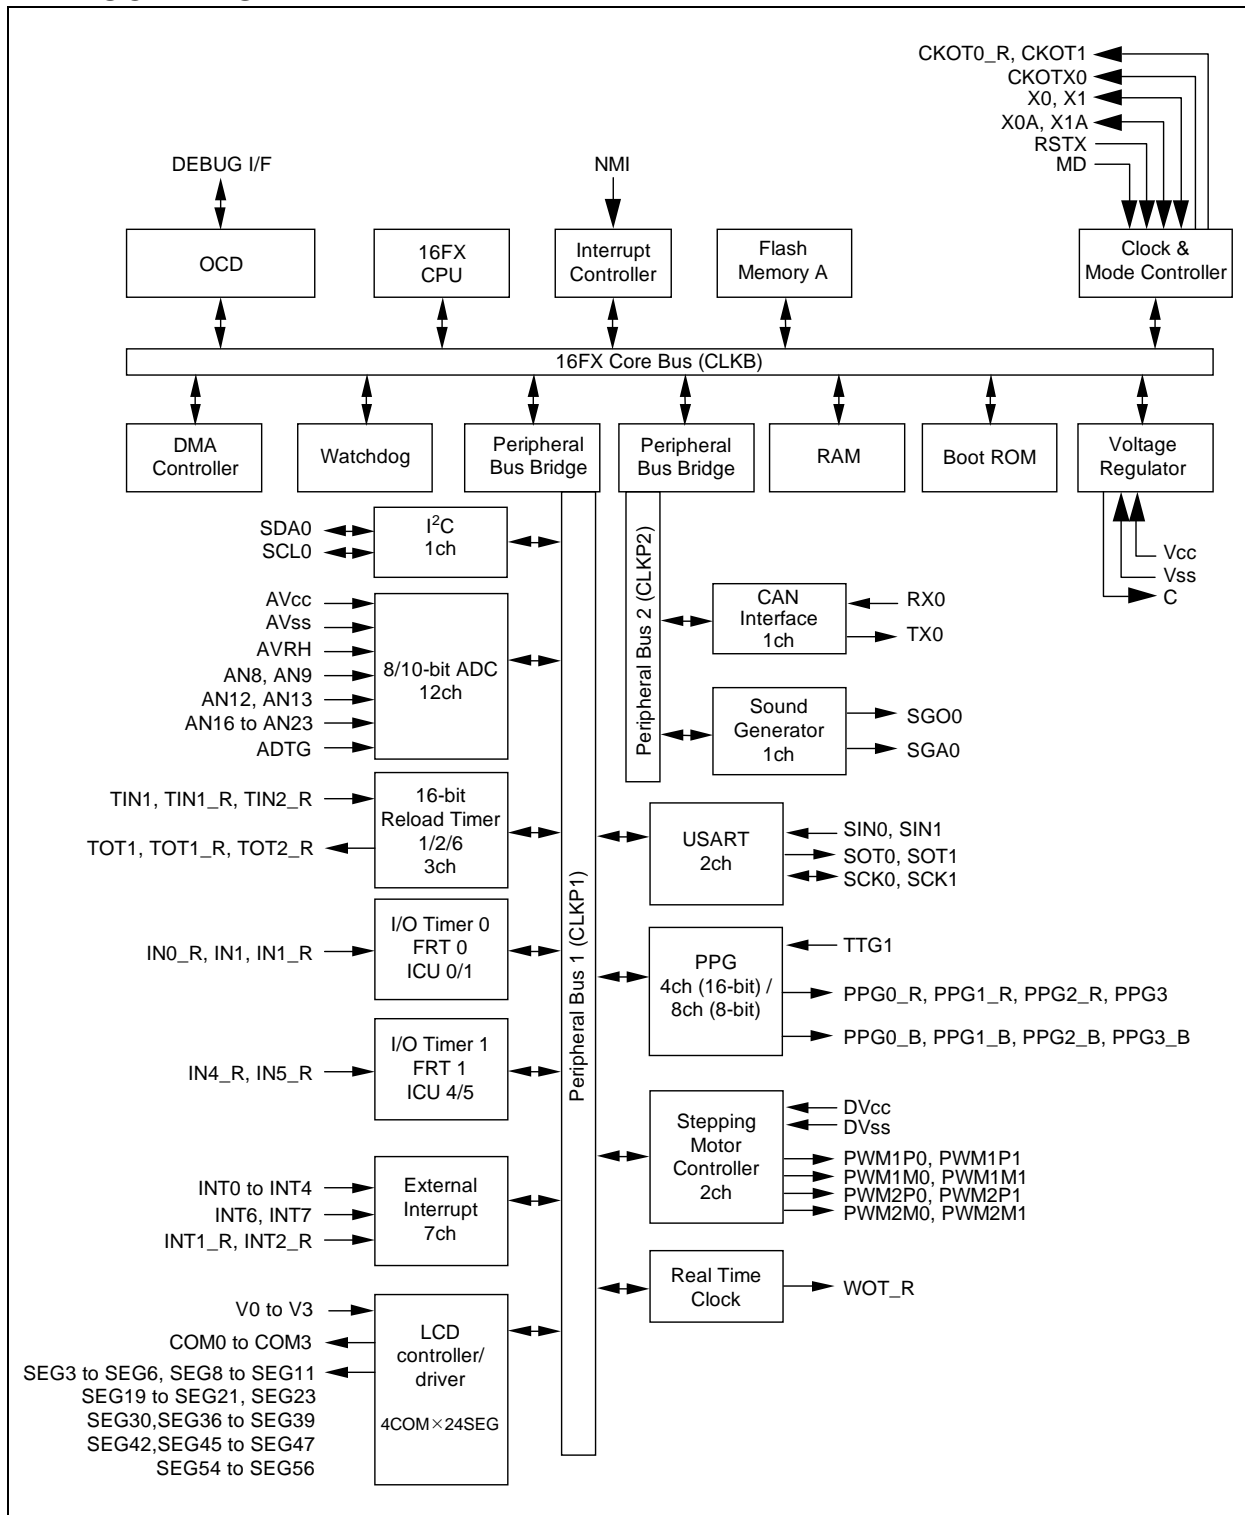 CKOT0_R, CKOT1
CKOTX0
X0, X1
X0A, X1A
RSTX
MD
DEBUG I/F
NMI
OCD
16FX
CPU
Interrupt
Controller
Flash
Memory A
Clock &
Mode Controller
16FX Core Bus (CLKB)
DMA
Controller
Watchdog
Peripheral
Bus Bridge
Peripheral
Bus Bridge
RAM
Boot ROM
Voltage
Regulator
Vcc
Vss
C
Peripheral Bus 1 (CLKP1)
Peripheral Bus 2 (CLKP2)
SDA0
SCL0
I²C
1ch
AVcc
AVss
AVRH
AN8, AN9
AN12, AN13
AN16 to AN23
ADTG
8/10-bit ADC
12ch
TIN1, TIN1_R, TIN2_R
TOT1, TOT1_R, TOT2_R
16-bit
Reload Timer
1/2/6
3ch
IN0_R, IN1, IN1_R
I/O Timer 0
FRT 0
ICU 0/1
IN4_R, IN5_R
I/O Timer 1
FRT 1
ICU 4/5
INT0 to INT4
INT6, INT7
INT1_R, INT2_R
External
Interrupt
7ch
V0 to V3
COM0 to COM3
SEG3 to SEG6, SEG8 to SEG11
SEG19 to SEG21, SEG23
SEG30,SEG36 to SEG39
SEG42,SEG45 to SEG47
SEG54 to SEG56
LCD
controller/
driver
4COM×24SEG
CAN
Interface
1ch
RX0
TX0
Sound
Generator
1ch
SGO0
SGA0
USART
2ch
SIN0, SIN1
SOT0, SOT1
SCK0, SCK1
PPG
4ch (16-bit) /
8ch (8-bit)
TTG1
PPG0_R, PPG1_R, PPG2_R, PPG3
PPG0_B, PPG1_B, PPG2_B, PPG3_B
Stepping
Motor
Controller
2ch
DVcc
DVss
PWM1P0, PWM1P1
PWM1M0, PWM1M1
PWM2P0, PWM2P1
PWM2M0, PWM2M1
Real Time
Clock
WOT_R